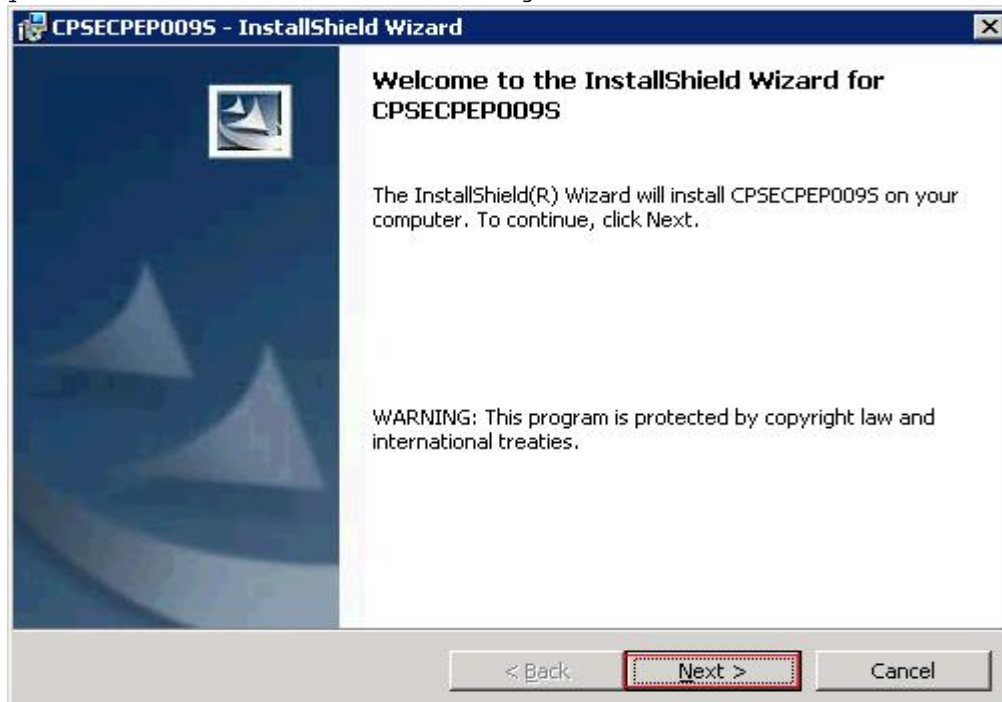 CPSECPEP009S - InstallShield Wizard
Welcome to the InstallShield Wizard for
CPSECPEP009S
The InstallShield(R) Wizard will install CPSECPEP009S on your
computer. To continue, click Next.
WARNING: This program is protected by copyright law and
international treaties.
< Back
Next >
Cancel